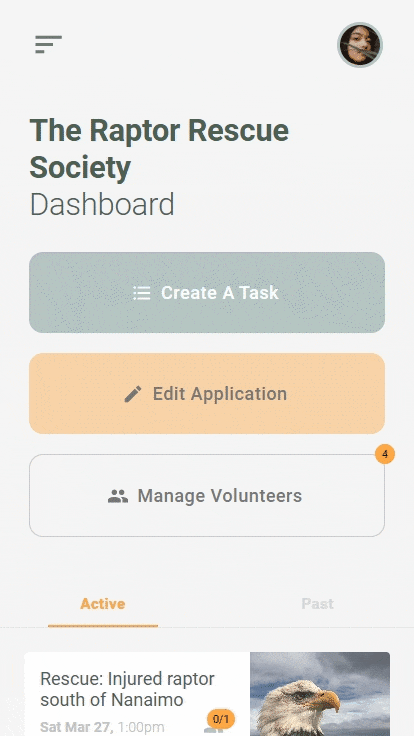 The Raptor Rescue
Society
Dashboard
Create A Task
Edit Application
4
Manage Volunteers
Active
Past
Rescue: Injured raptor
south of Nanaimo
0/1
Sat Mar 27, 1:00pm